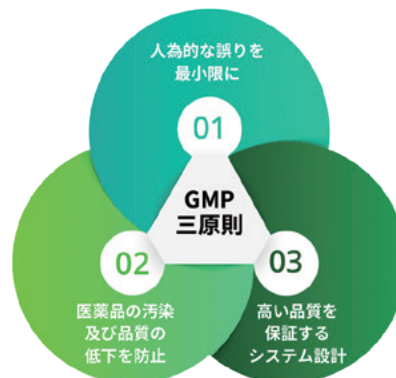 人為的な誤りを
最小限に
01
GMP
三原則
02
医薬品の汚染
及び品質の
低下を防止
03
高い品質を
保証する
システム設計